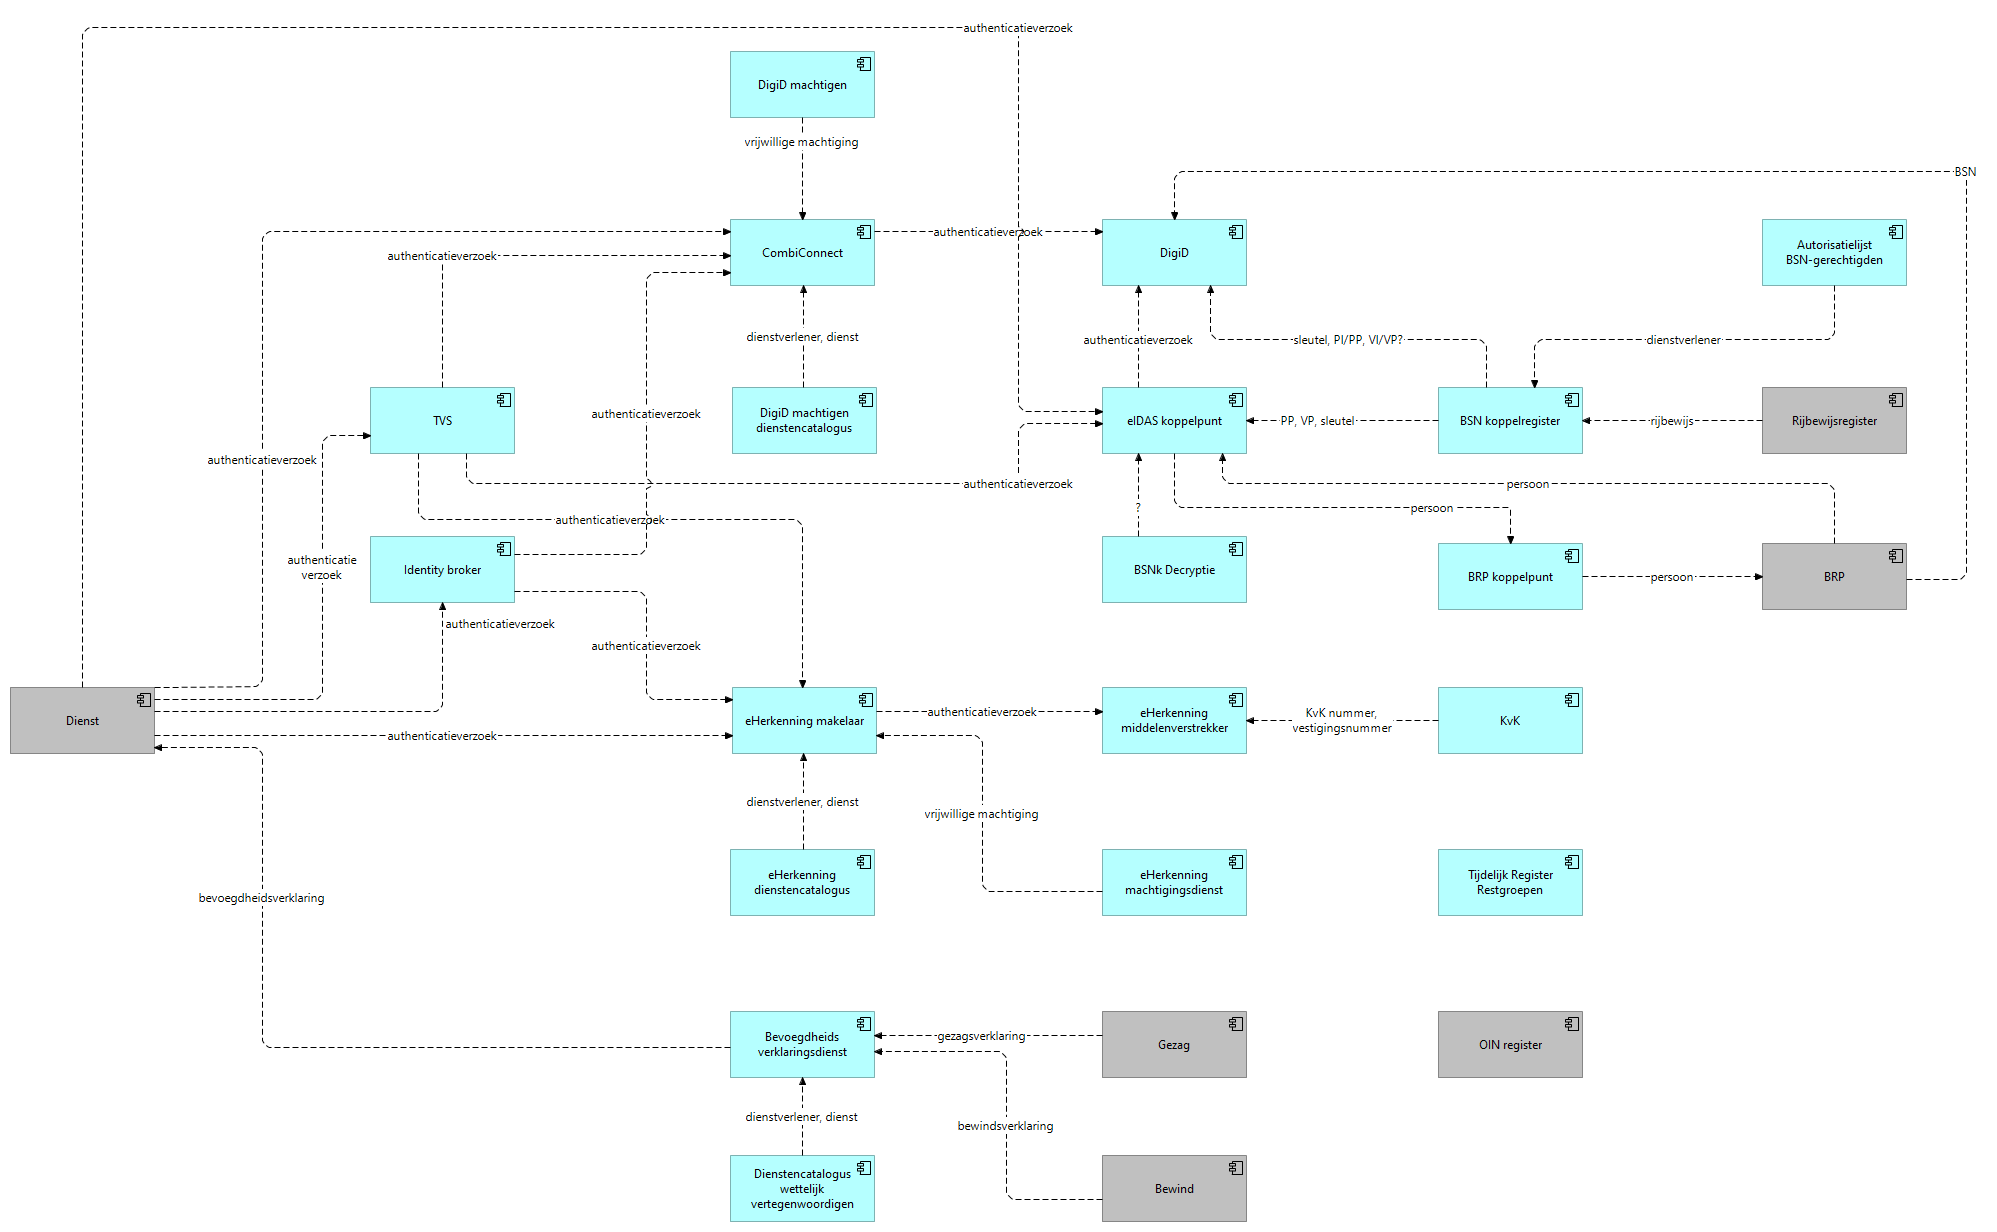 authenticatieverzoek
DigiD machtigen
vrijwillige machtiging
BSN
authenticatieverzoek
CombiConnect
DigiD
Autorisatielijst
BSN-gerechtigden
authenticatieverzoek
dienstverlener, dienst
authenticatieverzoek
sleutel, PI/PP, VI/VP?
dienstverlener
authenticatieverzoek
TVS
DigiD machtigen
dienstencatalogus
eIDAS koppelpunt
PP, VP, sleutel
BSN koppelregister
rijbewijs
Rijbewijsregister
authenticatieverzoek
authenticatieverzoek
persoon
persoon
?
authenticatieverzoek
authenticatie
verzoek
Identity broker
BSNk Decryptie
BRP koppelpunt
persoon
BRP
authenticatieverzoek
authenticatieverzoek
Dienst
authenticatieverzoek
eHerkenning makelaar
authenticatieverzoek
eHerkenning
middelenverstrekker
KvK nummer,
vestigingsnummer
KvK
dienstverlener, dienst
vrijwillige machtiging
bevoegdheidsverklaring
eHerkenning
dienstencatalogus
eHerkenning
machtigingsdienst
Tijdelijk Register
Restgroepen
Bevoegdheids
verklaringsdienst
gezagsverklaring
Gezag
OIN register
dienstverlener, dienst
bewindsverklaring
Dienstencatalogus
wettelijk
vertegenwoordigen
Bewind